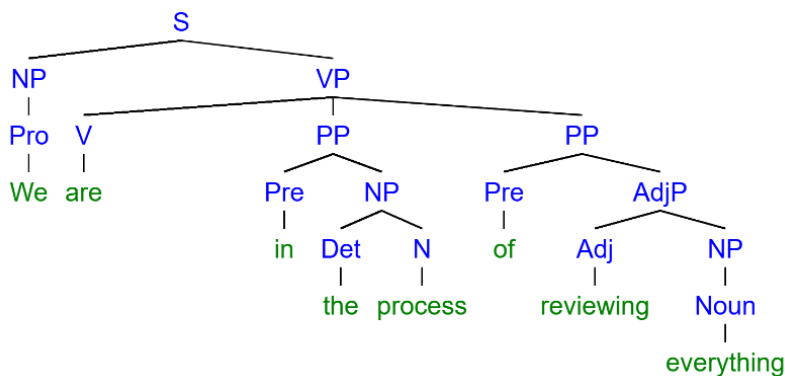 S
NP VP
Pro V PP PP
We are Pre NP Pre AdjP
in Det N of Adj NP
the process reviewing Noun
everything